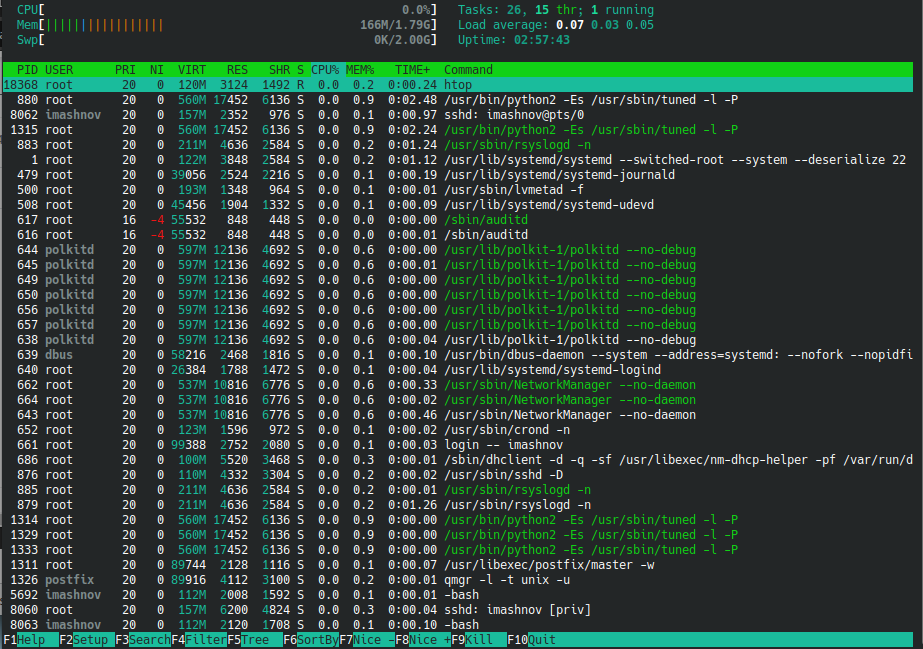 CPU[ 0.0%] Tasks: 26, 15 thr; 1 running
Mem[||||||||||||||||| 166M/1.79G] Load average: 0.07 0.03 0.05
Swp[ 0K/2.00G] Uptime: 02:57:43
PID USER PRI NI VIRT RES SHR S CPU% MEM% TIME+ Command
18368 root 20 0 120M 3124 1492 R 0.0 0.2 0:00.24 htop
880 root 20 0 560M 17452 6136 S 0.0 0.9 0:02.48 /usr/bin/python2 -Es /usr/sbin/tuned -l -P
8062 imashnov 20 0 157M 2352 976 S 0.0 0.1 0:00.97 sshd: imashnov@pts/0
1315 root 20 0 560M 17452 6136 S 0.0 0.9 0:02.24 /usr/bin/python2 -Es /usr/sbin/tuned -l -P
883 root 20 0 211M 4636 2584 S 0.0 0.2 0:01.24 /usr/sbin/rsyslogd -n
1 root 20 0 122M 3848 2584 S 0.0 0.2 0:01.12 /usr/lib/systemd/systemd --switched-root --system --deserialize 22
479 root 20 0 39056 2524 2216 S 0.0 0.1 0:00.19 /usr/lib/systemd/systemd-journald
500 root 20 0 193M 1348 964 S 0.0 0.1 0:00.01 /usr/sbin/lvmetad -f
508 root 20 0 45456 1904 1332 S 0.0 0.1 0:00.09 /usr/lib/systemd/systemd-udevd
617 root 16 -4 55532 848 448 S 0.0 0.0 0:00.00 /sbin/auditd
616 root 16 -4 55532 848 448 S 0.0 0.0 0:00.01 /sbin/auditd
644 polkitd 20 0 597M 12136 4692 S 0.0 0.6 0:00.00 /usr/lib/polkit-1/polkitd --no-debug
645 polkitd 20 0 597M 12136 4692 S 0.0 0.6 0:00.01 /usr/lib/polkit-1/polkitd --no-debug
649 polkitd 20 0 597M 12136 4692 S 0.0 0.6 0:00.00 /usr/lib/polkit-1/polkitd --no-debug
650 polkitd 20 0 597M 12136 4692 S 0.0 0.6 0:00.01 /usr/lib/polkit-1/polkitd --no-debug
656 polkitd 20 0 597M 12136 4692 S 0.0 0.6 0:00.01 /usr/lib/polkit-1/polkitd --no-debug
657 polkitd 20 0 597M 12136 4692 S 0.0 0.6 0:00.00 /usr/lib/polkit-1/polkitd --no-debug
638 polkitd 20 0 597M 12136 4692 S 0.0 0.6 0:00.04 /usr/lib/polkit-1/polkitd --no-debug
639 dbus 20 0 58216 2468 1816 S 0.0 0.1 0:00.10 /usr/bin/dbus-daemon --system --address=systemd: --nofork --nopidfi
640 root 20 0 26384 1788 1472 S 0.0 0.1 0:00.04 /usr/lib/systemd/systemd-logind
662 root 20 0 537M 10816 6776 S 0.0 0.6 0:00.33 /usr/sbin/NetworkManager --no-daemon
664 root 20 0 537M 10816 6776 S 0.0 0.6 0:00.02 /usr/sbin/NetworkManager --no-daemon
643 root 20 0 537M 10816 6776 S 0.0 0.6 0:00.46 /usr/sbin/NetworkManager --no-daemon
652 root 20 0 123M 1596 972 S 0.0 0.1 0:00.02 /usr/sbin/crond -n
661 root 20 0 99388 2752 2080 S 0.0 0.1 0:00.03 login -- imashnov
686 root 20 0 100M 5520 3468 S 0.0 0.3 0:00.01 /sbin/dhclient -d -q -sf /usr/libexec/nm-dhcp-helper -pf /var/run/d
876 root 20 0 110M 4332 3304 S 0.0 0.2 0:00.02 /usr/sbin/sshd -D
885 root 20 0 211M 4636 2584 S 0.0 0.2 0:00.01 /usr/sbin/rsyslogd -n
879 root 20 0 211M 4636 2584 S 0.0 0.2 0:01.26 /usr/sbin/rsyslogd -n
1314 root 20 0 560M 17452 6136 S 0.0 0.9 0:00.00 /usr/bin/python2 -Es /usr/sbin/tuned -l -P
1329 root 20 0 560M 17452 6136 S 0.0 0.9 0:00.00 /usr/bin/python2 -Es /usr/sbin/tuned -l -P
1333 root 20 0 560M 17452 6136 S 0.0 0.9 0:00.00 /usr/bin/python2 -Es /usr/sbin/tuned -l -P
1311 root 20 0 89744 2128 1116 S 0.0 0.1 0:00.07 /usr/libexec/postfix/master -w
1326 postfix 20 0 89916 4112 3100 S 0.0 0.2 0:00.01 qmgr -l -t unix -u
5692 imashnov 20 0 112M 2008 1592 S 0.0 0.1 0:00.01 -bash
8060 root 20 0 157M 6200 4824 S 0.0 0.3 0:00.04 sshd: imashnov [priv]
8063 imashnov 20 0 112M 2120 1708 S 0.0 0.1 0:00.10 -bash
F1Help F2Setup F3SearchF4FilterF5Tree F6SortByF7Nice -F8Nice +F9Kill F10Quit